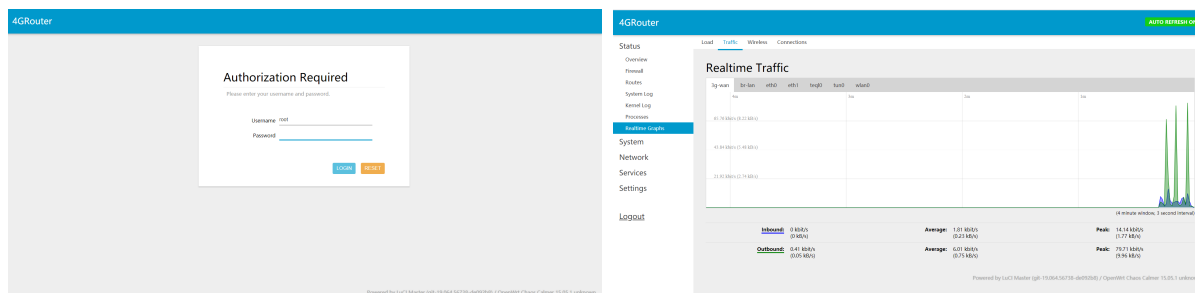 4GRouter
Authorization Required
Please enter your username and password.
Username root
Password
LOGIN RESET
4GRouter
AUTO REFRESH ON
Status
Overview
Firewall
Routes
System Log
Kernel Log
Processes
Realtime Graphs
System
Network
Services
Settings
Logout
Load Traffic Wireless Connections
Realtime Traffic
3g-wan br-lan eth0 eth1 teql0 tun0 wlan0
(4 minute window, 3 second interval)
Inbound: 0 kbit/s
(0 kB/s)
Average: 1.81 kbit/s
(0.23 kB/s)
Peak: 14.14 kbit/s
(1.77 kB/s)
Outbound: 0.41 kbit/s
(0.05 kB/s)
Average: 6.01 kbit/s
(0.75 kB/s)
Peak: 79.71 kbit/s
(9.96 kB/s)